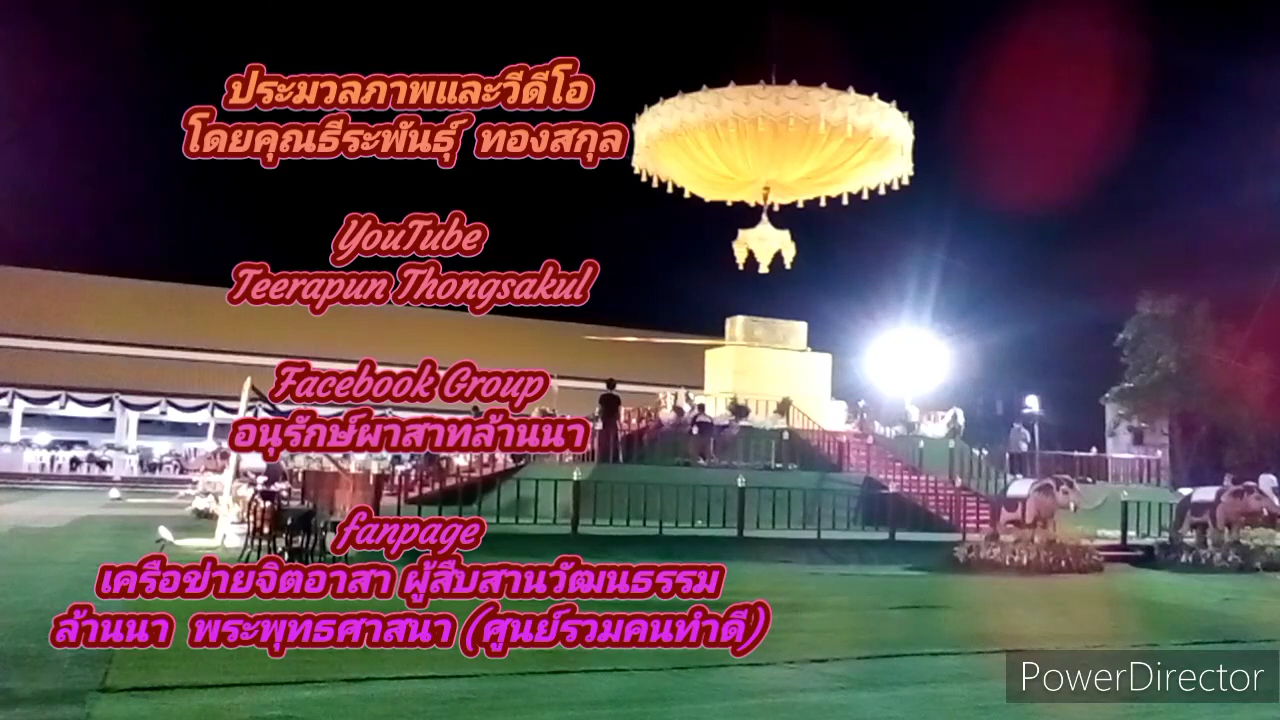 ประมวลภาพและวีดีโอ
โดยคุณธีระพันธุ์ ทองสกุล
YouTube
Teerapun Thongsakul
Facebook Group
อนุรักษ์ผาสาทล้านนา
fanpage
เครือข่ายจิตอาสา ผู้สืบสานวัฒนธรรม
ล้านนา พระพุทธศาสนา (ศูนย์รวมคนทำดี)
PowerDirector